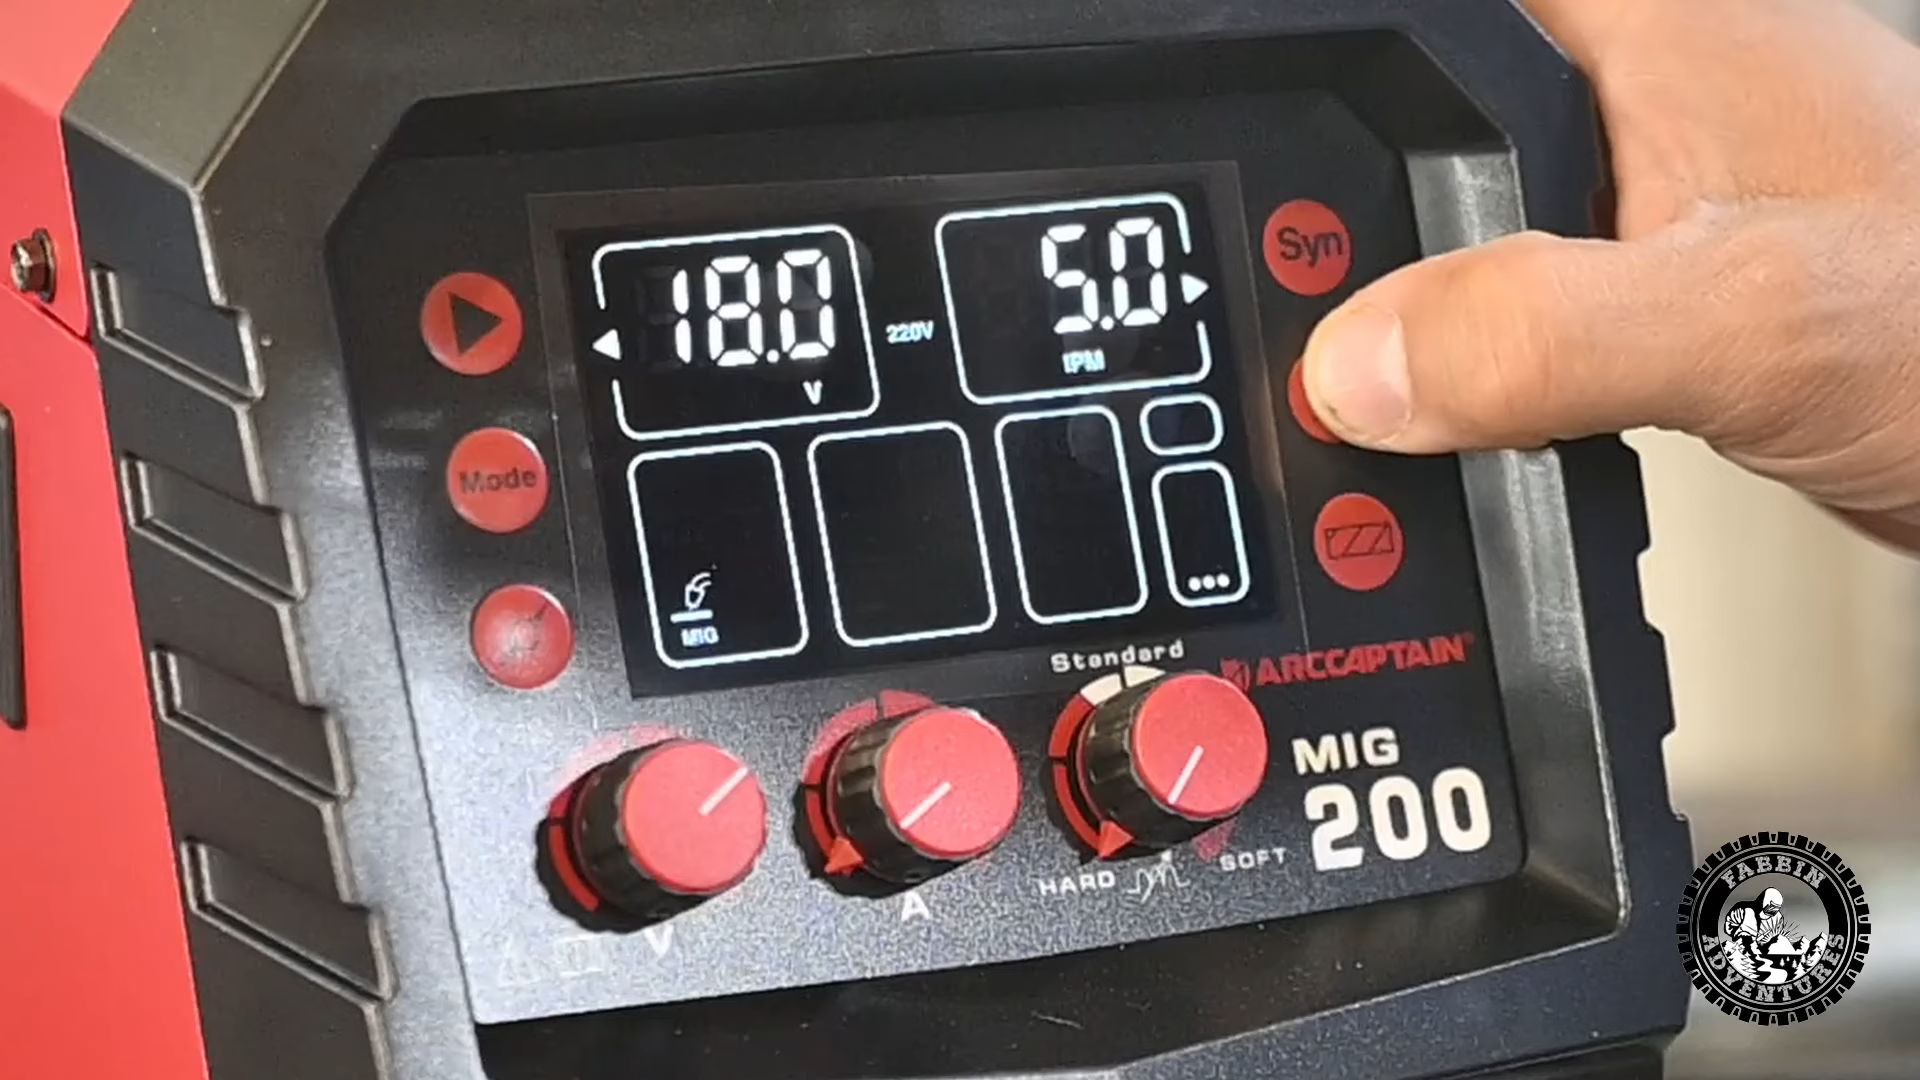 18.0
V
220V
5.0
IPM
Syn
Mode
MIG
Standard
ARCCAPTAIN
MIG
200
HARD
SOFT
A
V
FABBIN
ADVENTURES